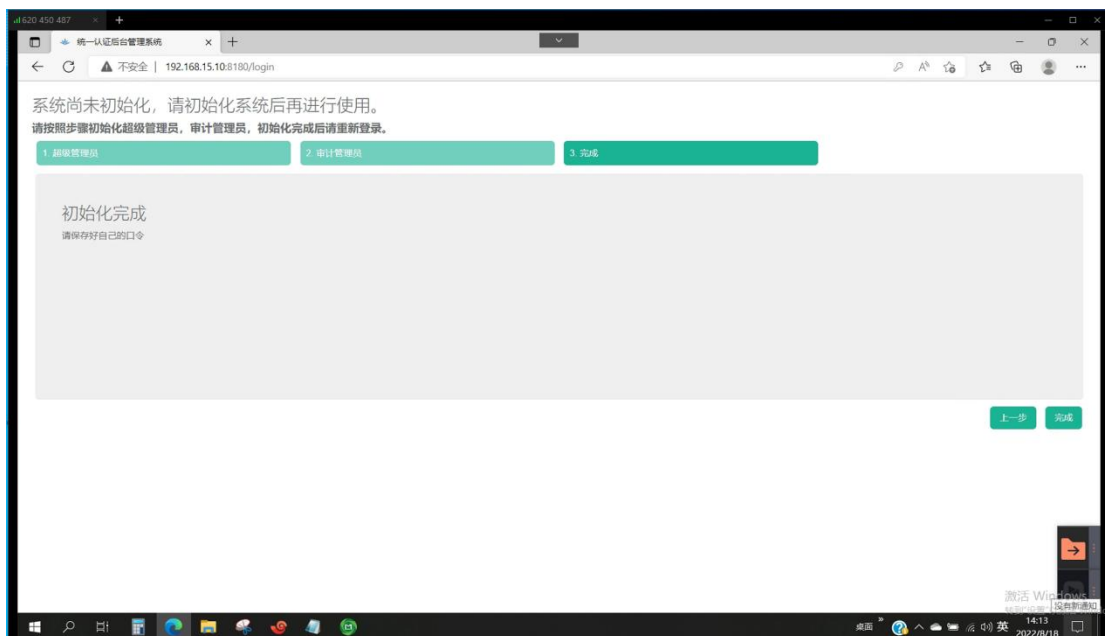 620 450 487
统一认证后台管理系统
不安全 | 192.168.15.10:8180/login
系统尚未初始化，请初始化系统后再进行使用。
请按照步骤初始化超级管理员，审计管理员，初始化完成后请重新登录。
1. 超级管理员
2. 审计管理员
3. 完成
初始化完成
请保存好自己的口令
上一步
完成
激活 Windows
没有新通知
桌面
英
14:13
2022/8/18